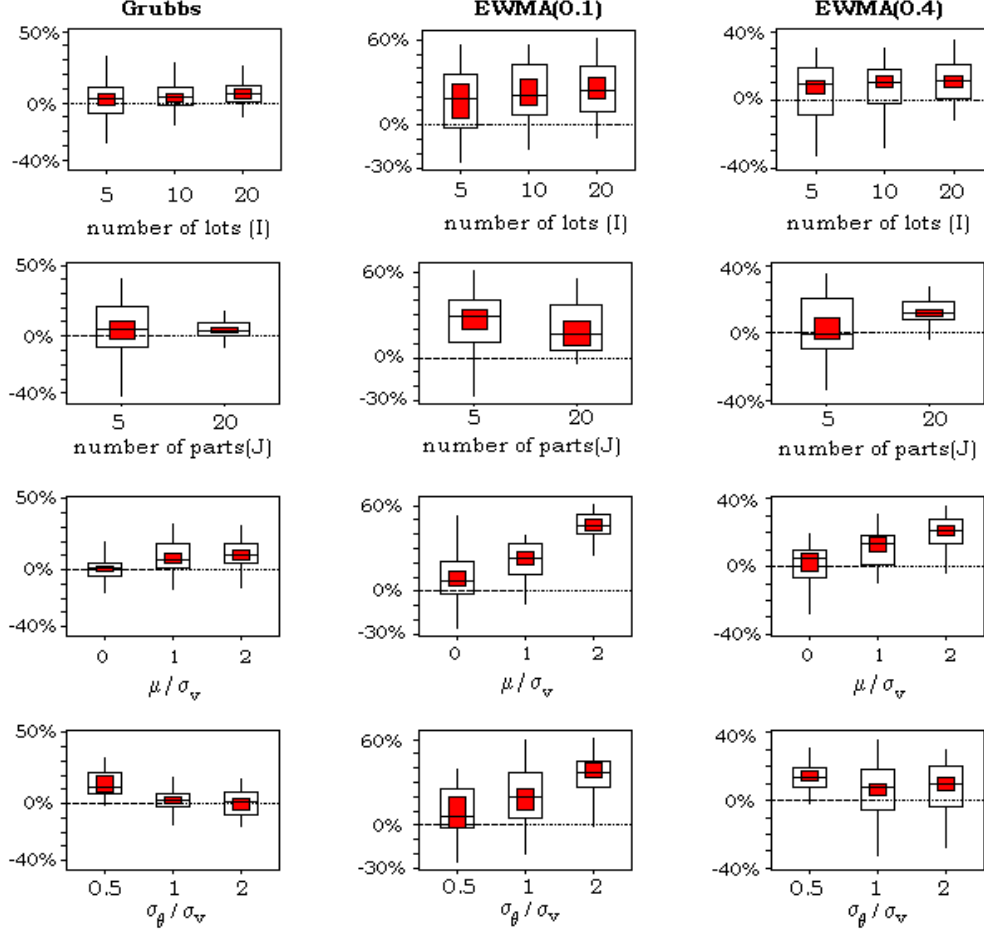 Grubbs EWMA(0.1) EWMA(0.4)
50% 60% 40%
0% 0% 0%
-40% -30% -40%
5 10 20 5 10 20 5 10 20
number of lots (I) number of lots (I) number of lots (I)
50% 60% 40%
0% 0% 0%
-40% -30% -40%
5 20 5 20 5 20
number of parts(J) number of parts(J) number of parts(J)
50% 60% 40%
0% 0% 0%
-40% -30% -40%
0 1 2 0 1 2 0 1 2
μ / σv μ / σv μ / σv
50% 60% 40%
0% 0% 0%
-40% -30% -40%
0.5 1 2 0.5 1 2 0.5 1 2
σθ / σv σθ / σv σθ / σv